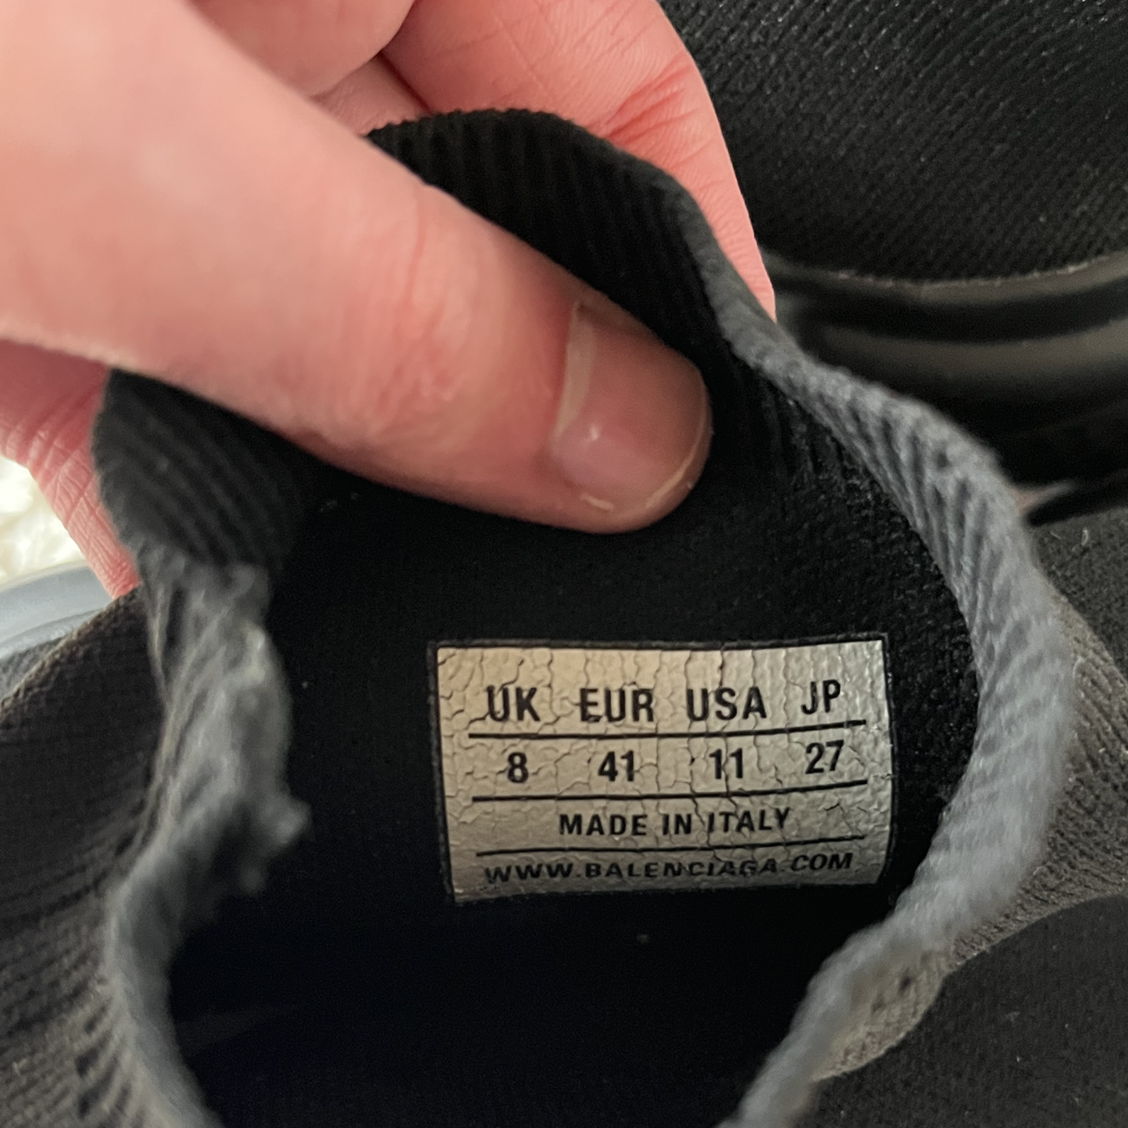 UK EUR USA JP
8 41 11 27
MADE IN ITALY
WWW.BALENCIAGA.COM